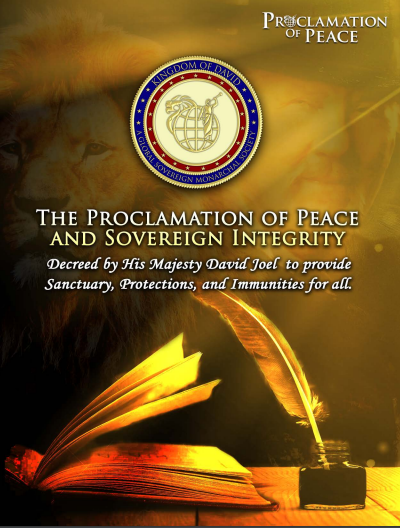 PROCLAMATION
OF PEACE
KINGDOM OF DAVID
A GLOBAL SOVEREIGN MONARCHAL SOCIETY
THE PROCLAMATION OF PEACE
AND SOVEREIGN INTEGRITY
Decreed by His Majesty David Joel to provide
Sanctuary, Protections, and Immunities for all.